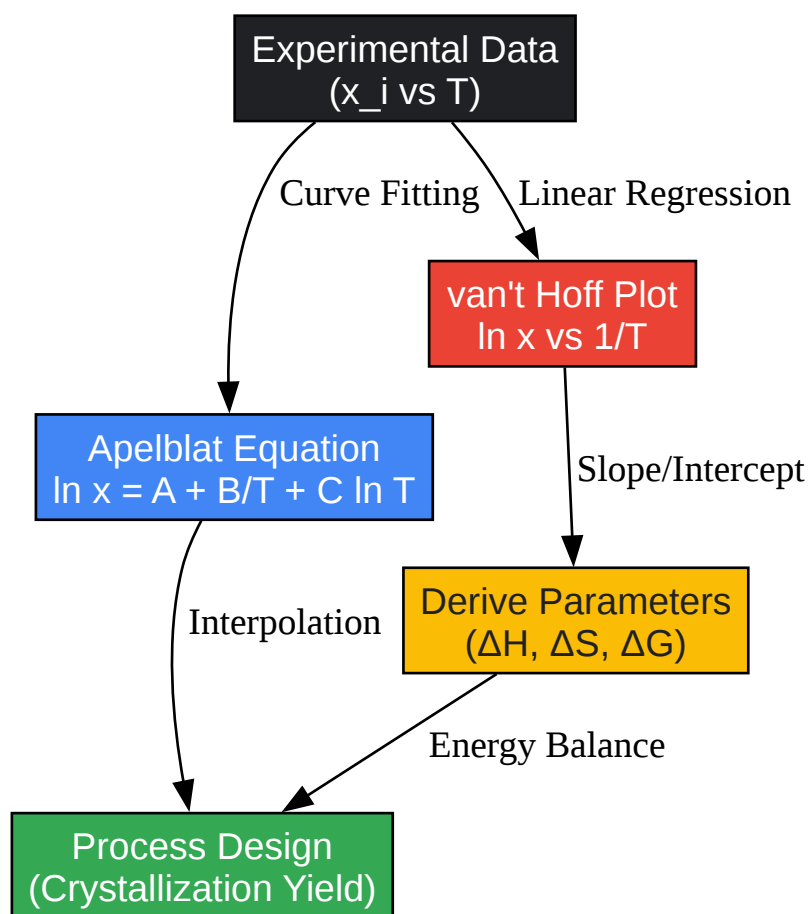 Experimental Data
(x_i vs T)
Curve Fitting
Linear Regression
van't Hoff Plot
ln x vs 1/T
Apelblat Equation
ln x = A + B/T + C ln T
Slope/Intercept
Derive Parameters
(ΔH, ΔS, ΔG)
Interpolation
Energy Balance
Process Design
(Crystallization Yield)